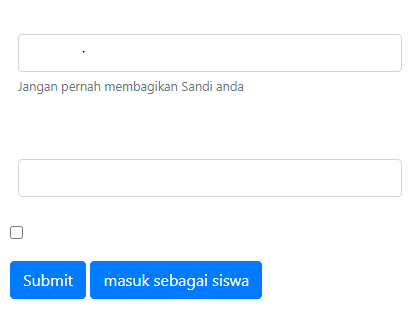 Jangan pernah membagikan Sandi anda
Submit
masuk sebagai siswa